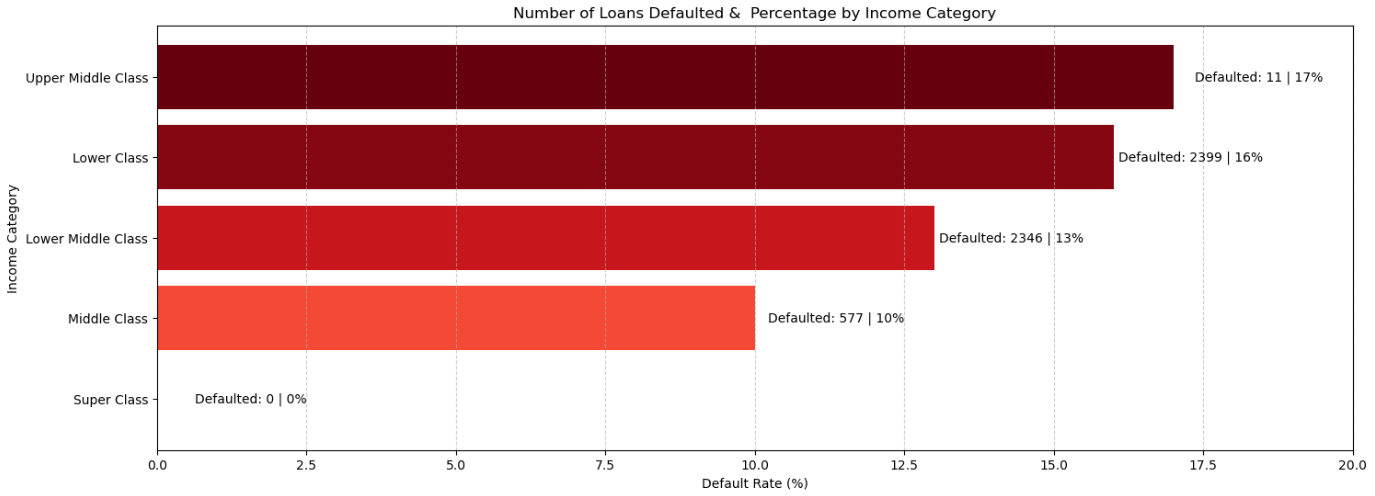 Number of Loans Defaulted &  Percentage by Income Category
Income Category
Upper Middle Class
Defaulted: 11 | 17%
Lower Class
Defaulted: 2399 | 16%
Lower Middle Class
Defaulted: 2346 | 13%
Middle Class
Defaulted: 577 | 10%
Super Class
Defaulted: 0 | 0%
0.0 2.5 5.0 7.5 10.0 12.5 15.0 17.5 20.0
Default Rate (%)